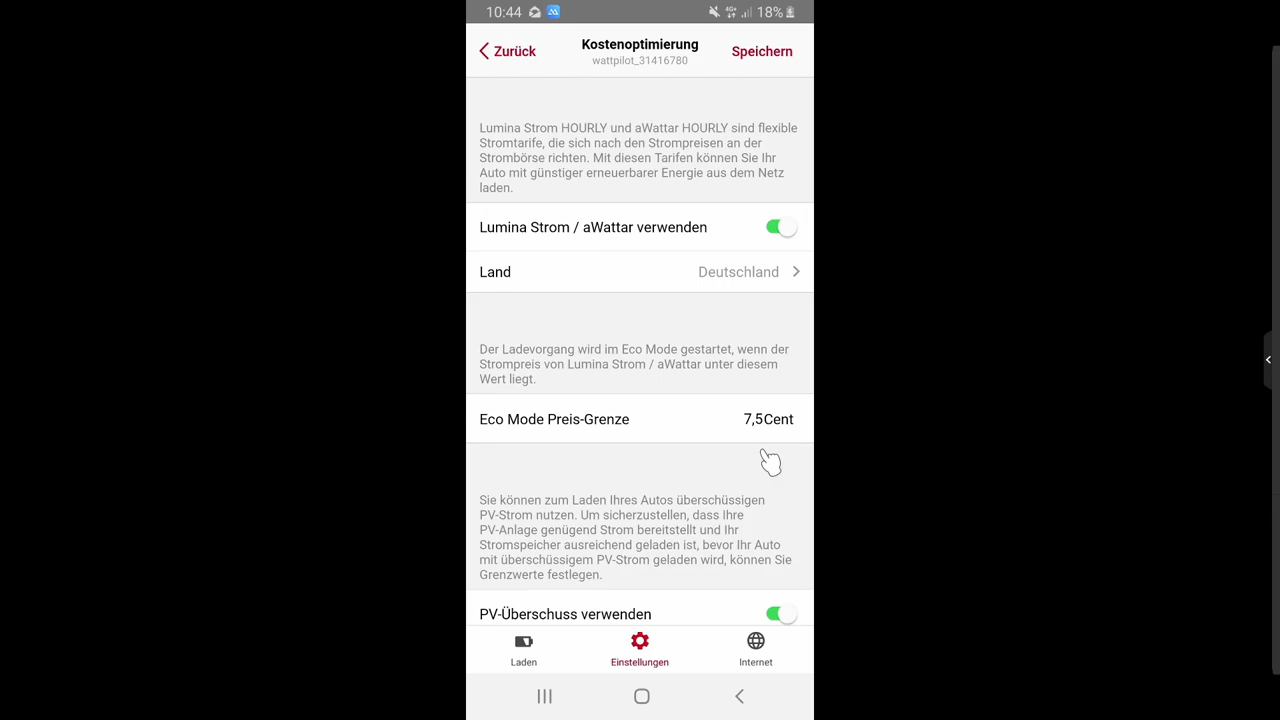 10:44
4G+
18%
Zurück
Kostenoptimierung
Speichern
wattpilot_31416780
Lumina Strom HOURLY und aWattar HOURLY sind flexible
Stromtarife, die sich nach den Strompreisen an der
Strombörse richten. Mit diesen Tarifen können Sie Ihr
Auto mit günstiger erneuerbarer Energie aus dem Netz
laden.
Lumina Strom / aWattar verwenden
Land Deutschland
Der Ladevorgang wird im Eco Mode gestartet, wenn der
Strompreis von Lumina Strom / aWattar unter diesem
Wert liegt.
Eco Mode Preis-Grenze 7,5Cent
Sie können zum Laden Ihres Autos überschüssigen
PV-Strom nutzen. Um sicherzustellen, dass Ihre
PV-Anlage genügend Strom bereitstellt und Ihr
Stromspeicher ausreichend geladen ist, bevor Ihr Auto
mit überschüssigem PV-Strom geladen wird, können Sie
Grenzwerte festlegen.
PV-Überschuss verwenden
Laden
Einstellungen
Internet